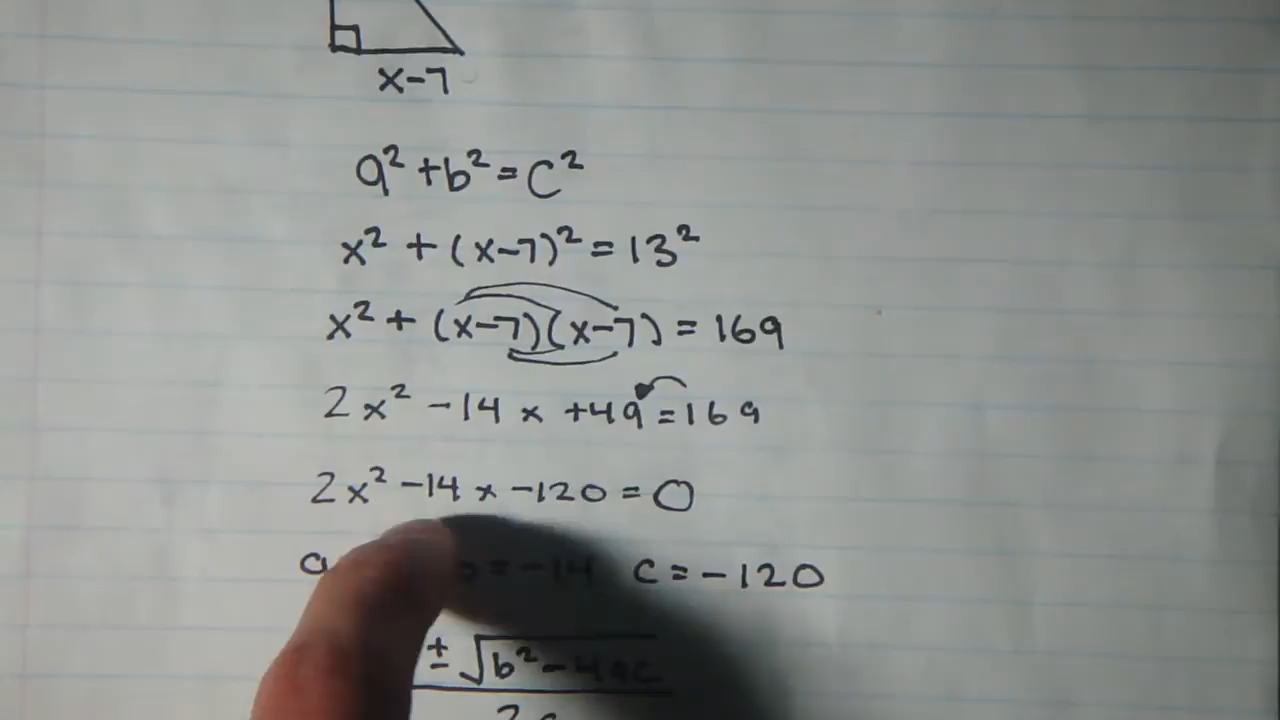 x-7
a² + b² = c²
x² + (x-7)² = 13²
x² + (x-7)(x-7) = 169
2x² - 14x + 49 = 169
2x² - 14x - 120 = 0
a b = -14 c = -120
± √b² - 4ac
2a